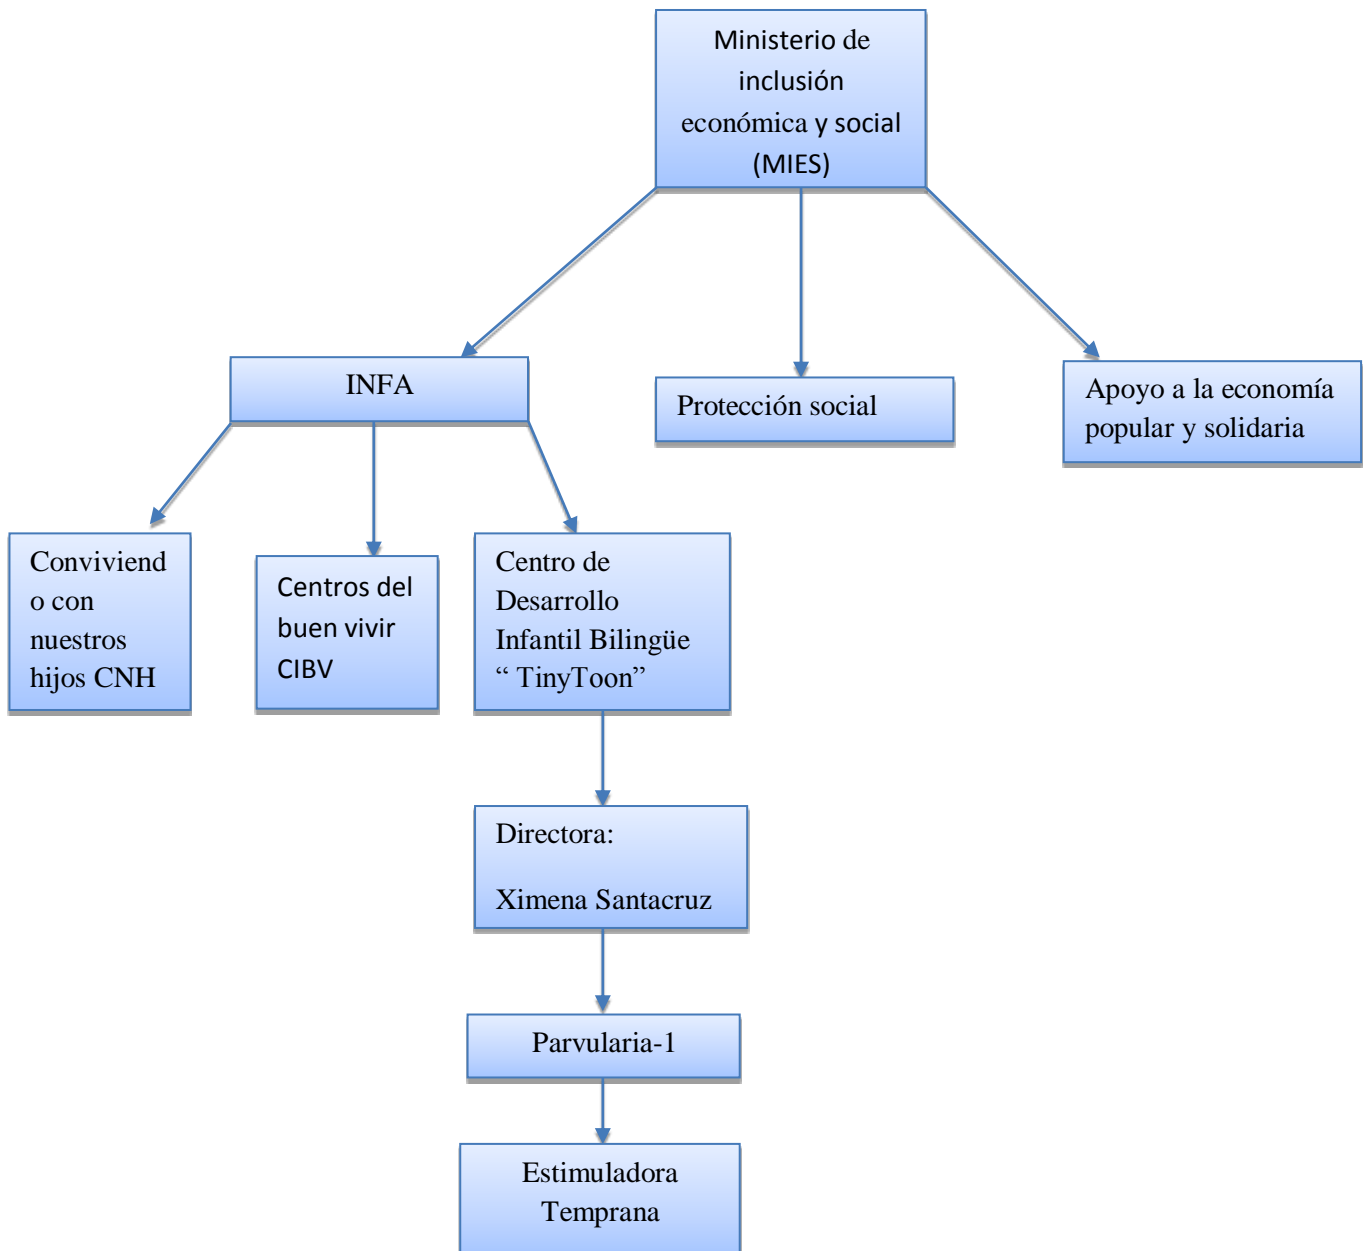 Ministerio de
inclusión
económica y social
(MIES)
INFA
Protección social
Apoyo a la economía
popular y solidaria
Conviviend
o con
nuestros
hijos CNH
Centros del
buen vivir
CIBV
Centro de
Desarrollo
Infantil Bilingüe
“ TinyToon”
Directora:
Ximena Santacruz
Parvularia-1
Estimuladora
Temprana